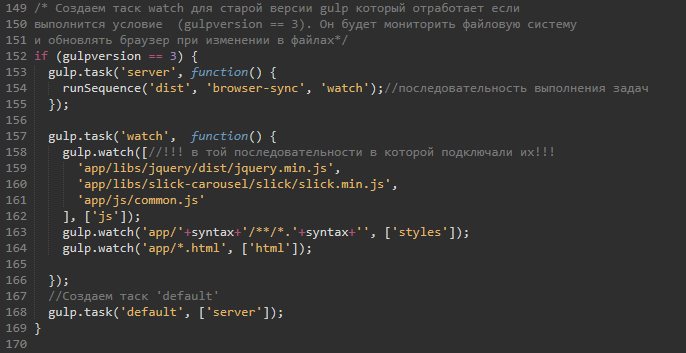 149 /* Создаем таск watch для старой версии gulp который отработает если
150 выполнится условие  (gulpversion == 3). Он будет мониторить файловую систему
151 и обновлять браузер при изменении в файлах*/
152 if (gulpversion == 3) {
153   gulp.task('server', function() {
154     runSequence('dist', 'browser-sync', 'watch');//последовательность выполнения задач
155   });
156
157   gulp.task('watch',  function() {
158     gulp.watch([//!!! в той последовательности в которой подключали их!!!
159       'app/libs/jquery/dist/jquery.min.js',
160       'app/libs/slick-carousel/slick/slick.min.js',
161       'app/js/common.js'
162     ], ['js']);
163     gulp.watch('app/'+syntax+'/**/*.'+syntax+'', ['styles']);
164     gulp.watch('app/*.html', ['html']);
165
166   });
167   //Создаем таск 'default'
168   gulp.task('default', ['server']);
169 }
170